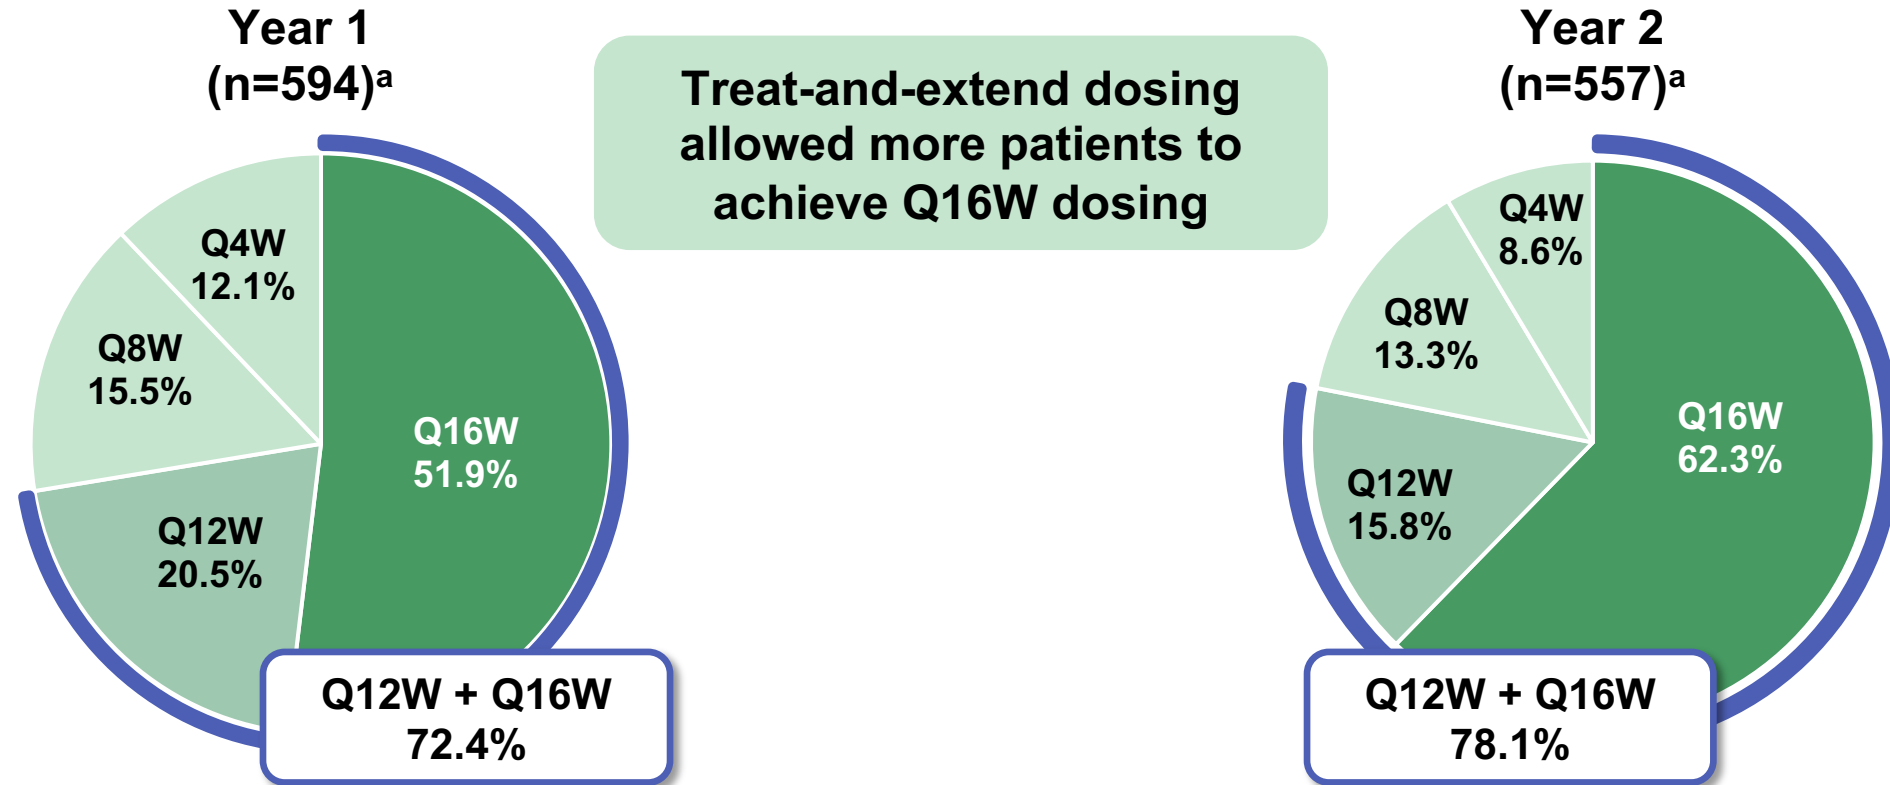 Year 1
(n=594)a
Treat-and-extend dosing
allowed more patients to
achieve Q16W dosing
Year 2
(n=557)a
Q4W
12.1%
Q8W
15.5%
Q16W
51.9%
Q12W
20.5%
Q12W + Q16W
72.4%
Q4W
8.6%
Q8W
13.3%
Q16W
62.3%
Q12W
15.8%
Q12W + Q16W
78.1%